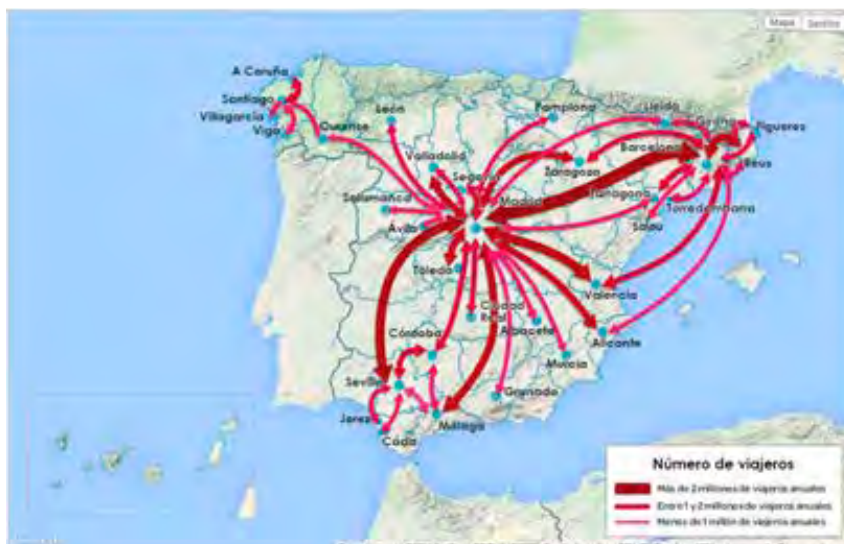 Mapa Satélite
A Coruña
Santiago
Villagarcía
Vigo
Ourense
León
Pamplona
Lleida
Girona
Figueres
Valladolid
Segovia
Zaragoza
Barcelona
Reus
Salamanca
Madrid
Tarragona
Torredembarra
Ávila
Salou
Toledo
Valencia
Ciudad
Real
Albacete
Alicante
Córdoba
Murcia
Sevilla
Granada
Jerez
Málaga
Cádiz
Número de viajeros
Más de 2 millones de viajeros anuales
Entre 1 y 2 millones de viajeros anuales
Menos de 1 millón de viajeros anuales